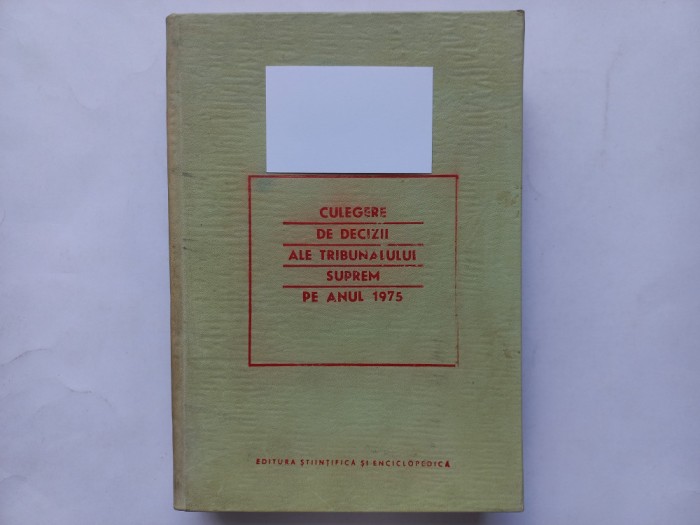 CULEGERE
DE DECIZII
ALE TRIBUNALULUI
SUPREM
PE ANUL 1975
EDITURA ŞTIINŢIFICĂ ŞI ENCICLOPEDICĂ